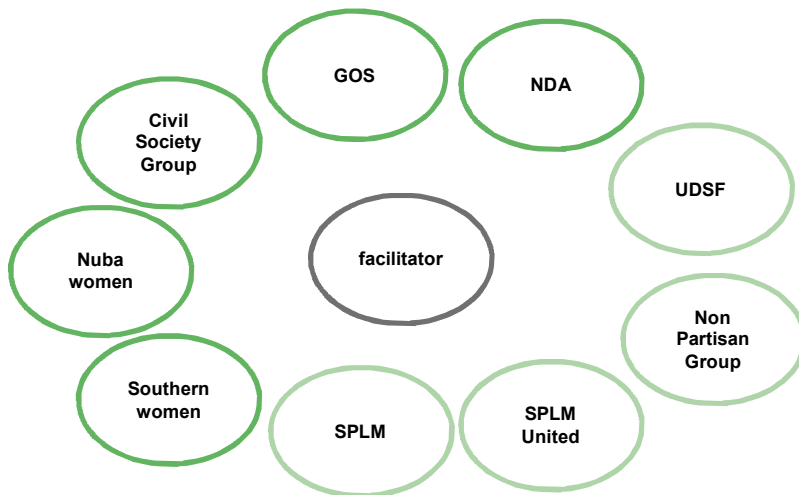 GOS
NDA
Civil
Society
Group
UDSF
facilitator
Nuba
women
Non
Partisan
Group
Southern
women
SPLM
SPLM
United